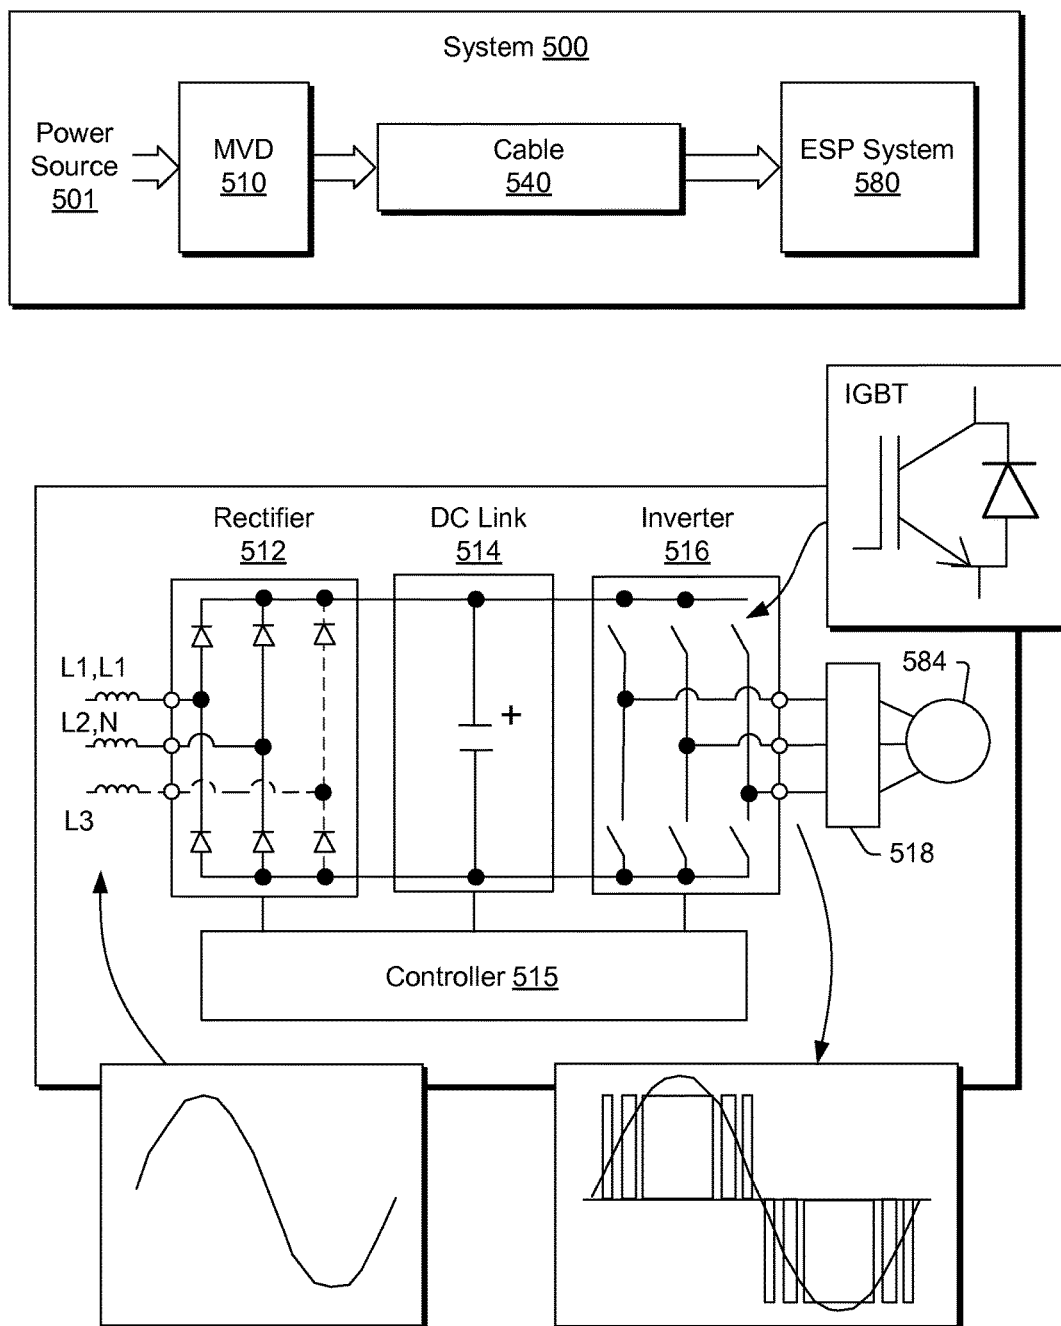 System 500
Power
Source
501
MVD
510
Cable
540
ESP System
580
IGBT
Rectifier
512
DC Link
514
Inverter
516
L1,L1
L2,N
L3
+
584
518
Controller 515